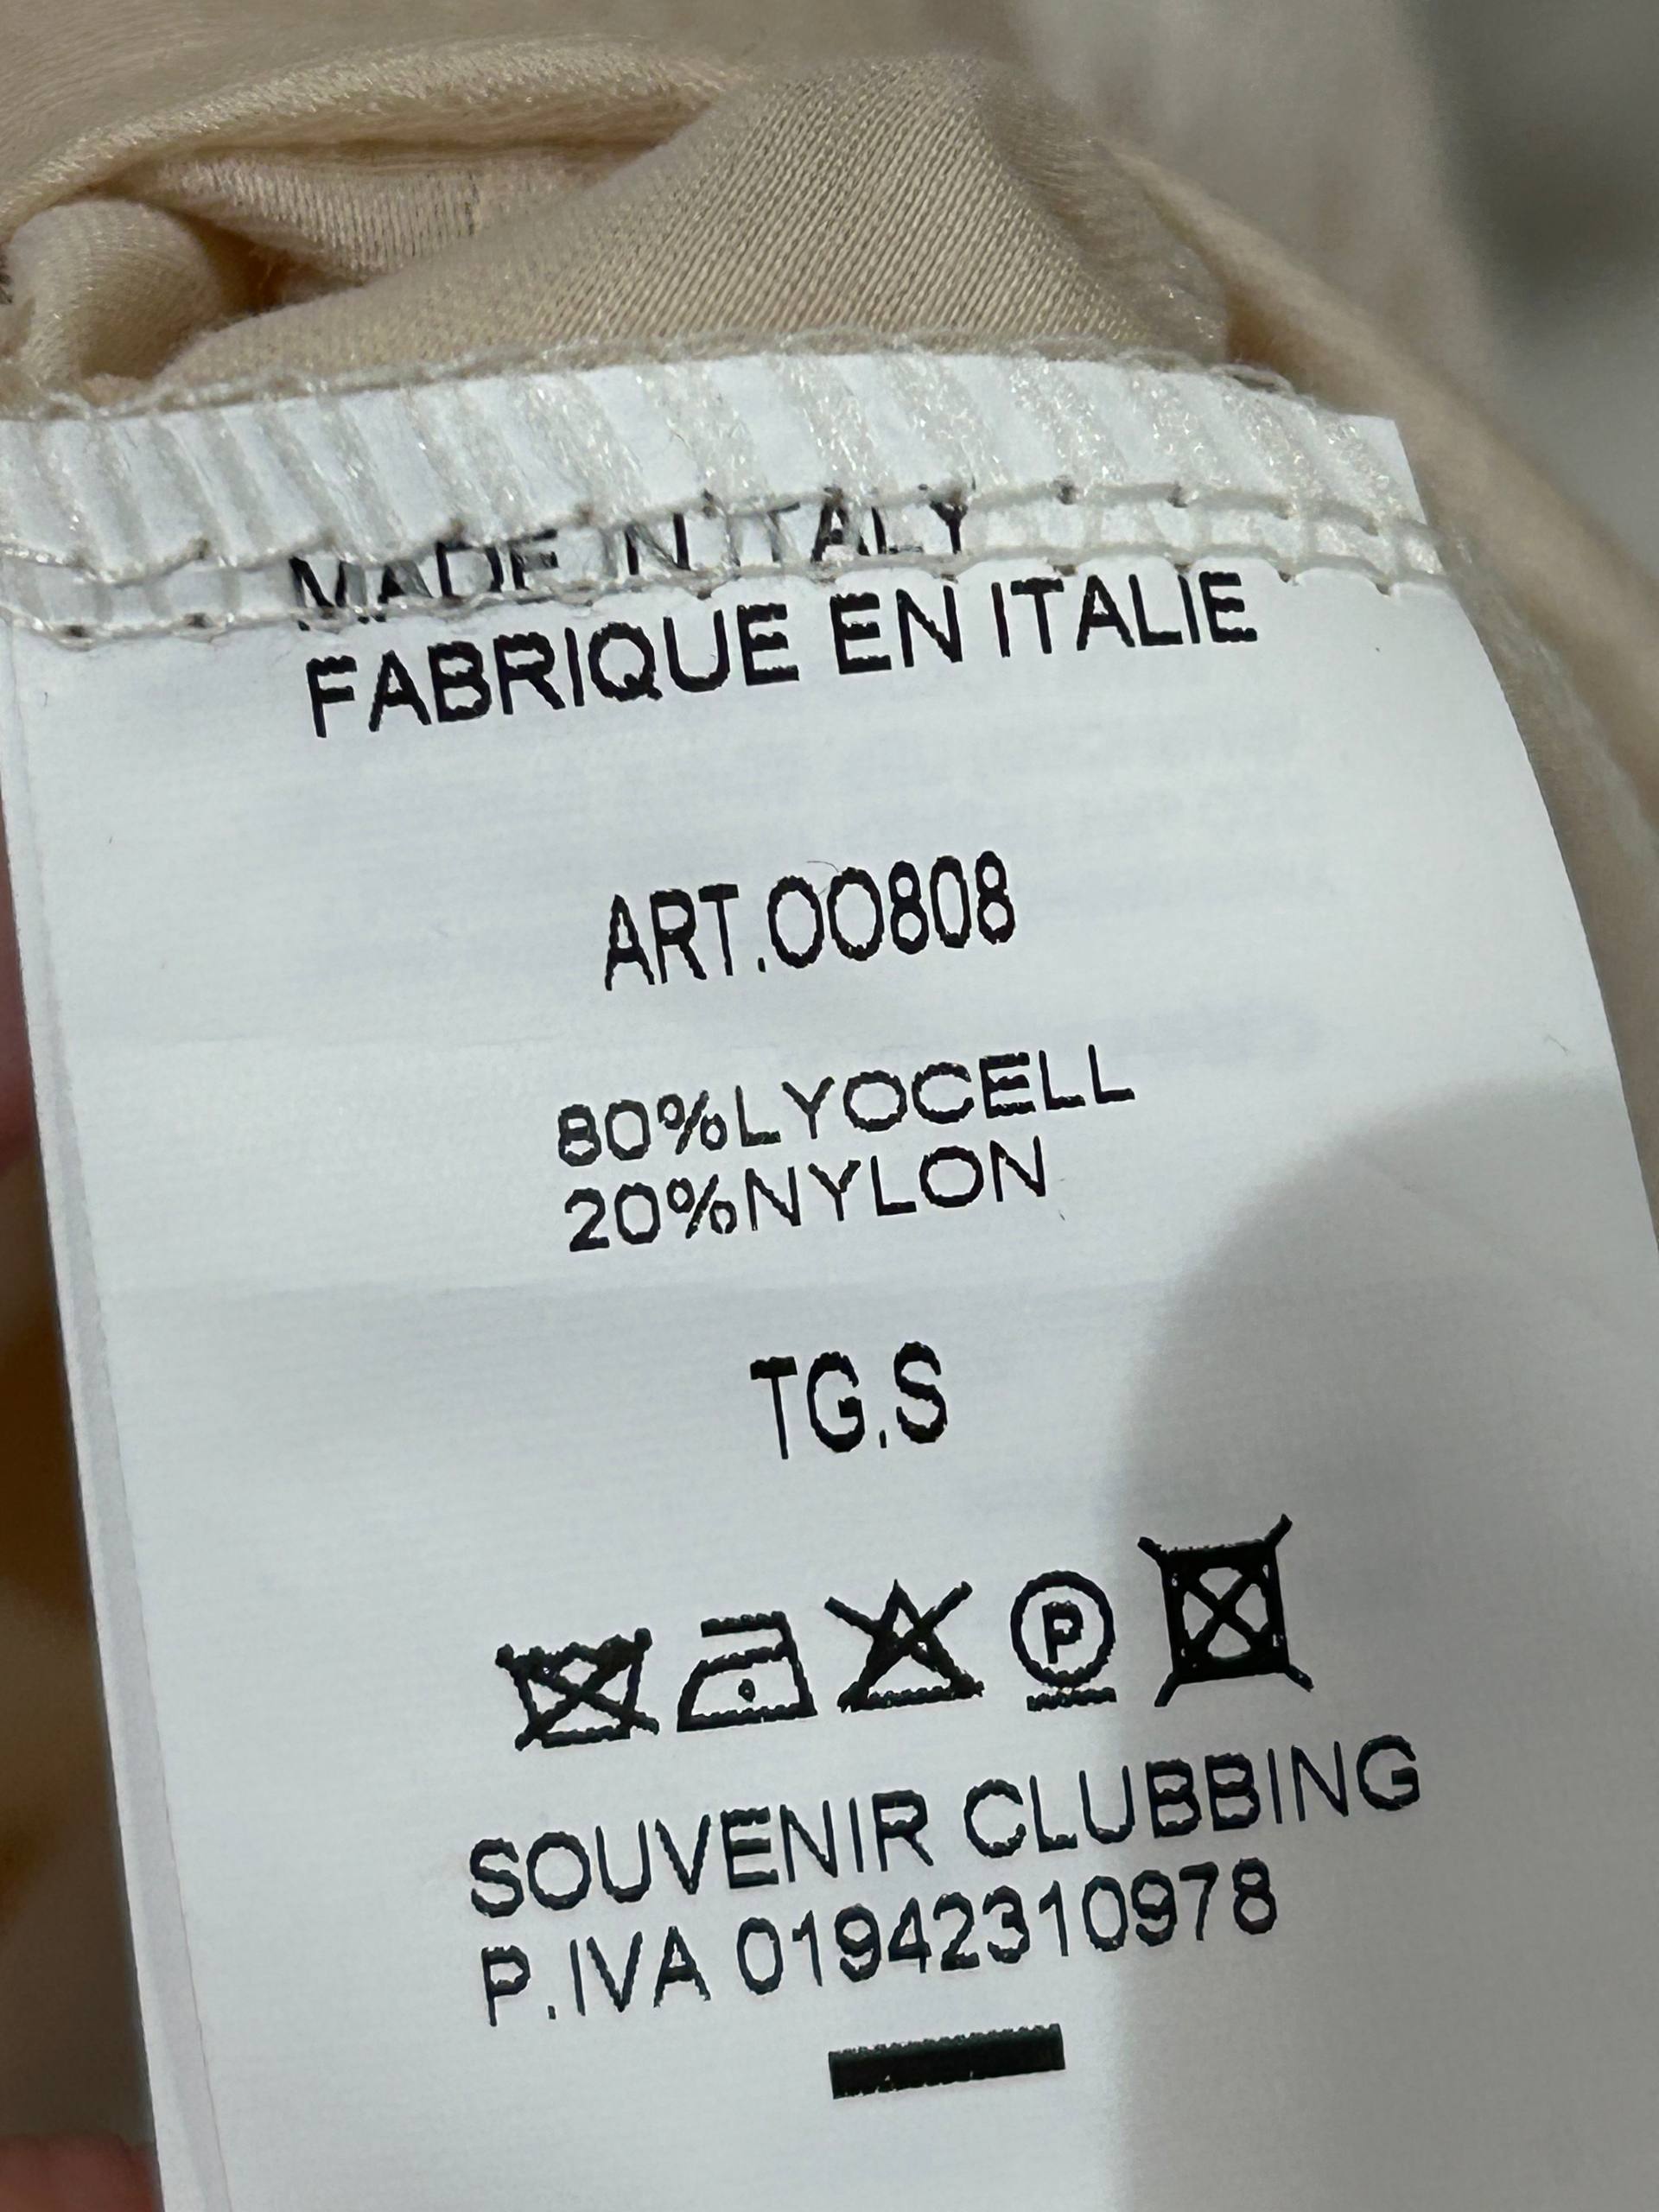 MADE IN ITALY
FABRIQUE EN ITALIE
ART.00808
80%LYOCELL
20%NYLON
TG.S
P
SOUVENIR CLUBBING
P.IVA 01942310978